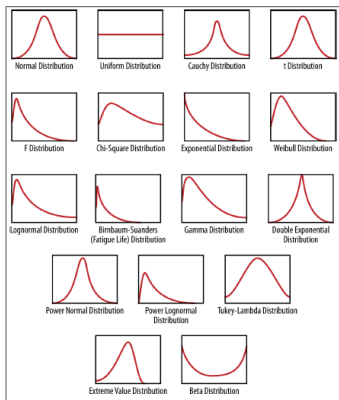 Normal Distribution
Uniform Distribution
Cauchy Distribution
t Distribution
F Distribution
Chi-Square Distribution
Exponential Distribution
Weibull Distribution
Lognormal Distribution
Birnbaum-Suanders
(Fatigue Life) Distribution
Gamma Distribution
Double Exponential
Distribution
Power Normal Distribution
Power Lognormal
Distribution
Tukey-Lambda Distribution
Extreme Value Distribution
Beta Distribution